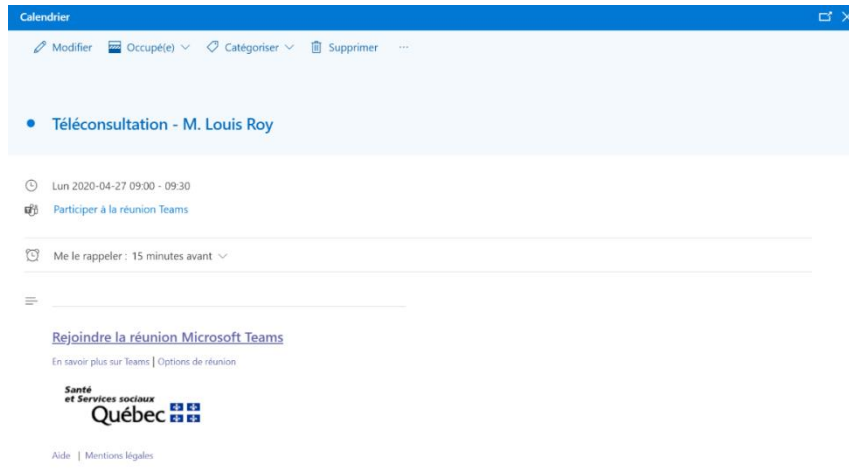 Calendrier
Modifier Occupé(e) Catégoriser Supprimer ...
Téléconsultation - M. Louis Roy
Lun 2020-04-27 09:00 - 09:30
Participer à la réunion Teams
Me le rappeler : 15 minutes avant
Rejoindre la réunion Microsoft Teams
En savoir plus sur Teams | Options de réunion
Santé
et Services sociaux
Québec
Aide | Mentions légales